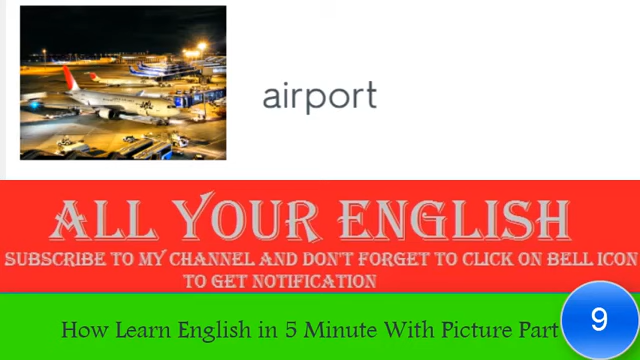 airport
ALL YOUR ENGLISH
SUBSCRIBE TO MY CHANNEL AND DON'T FORGET TO CLICK ON BELL ICON
TO GET NOTIFICATION
How Learn English in 5 Minute With Picture Part 9